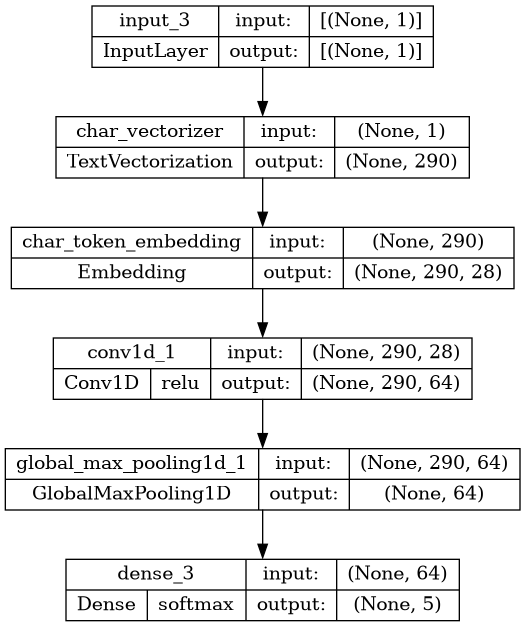 input_3 input: [(None, 1)]
InputLayer output: [(None, 1)]
char_vectorizer input: (None, 1)
TextVectorization output: (None, 290)
char_token_embedding input: (None, 290)
Embedding output: (None, 290, 28)
conv1d_1 input: (None, 290, 28)
Conv1D relu output: (None, 290, 64)
global_max_pooling1d_1 input: (None, 290, 64)
GlobalMaxPooling1D output: (None, 64)
dense_3 input: (None, 64)
Dense softmax output: (None, 5)